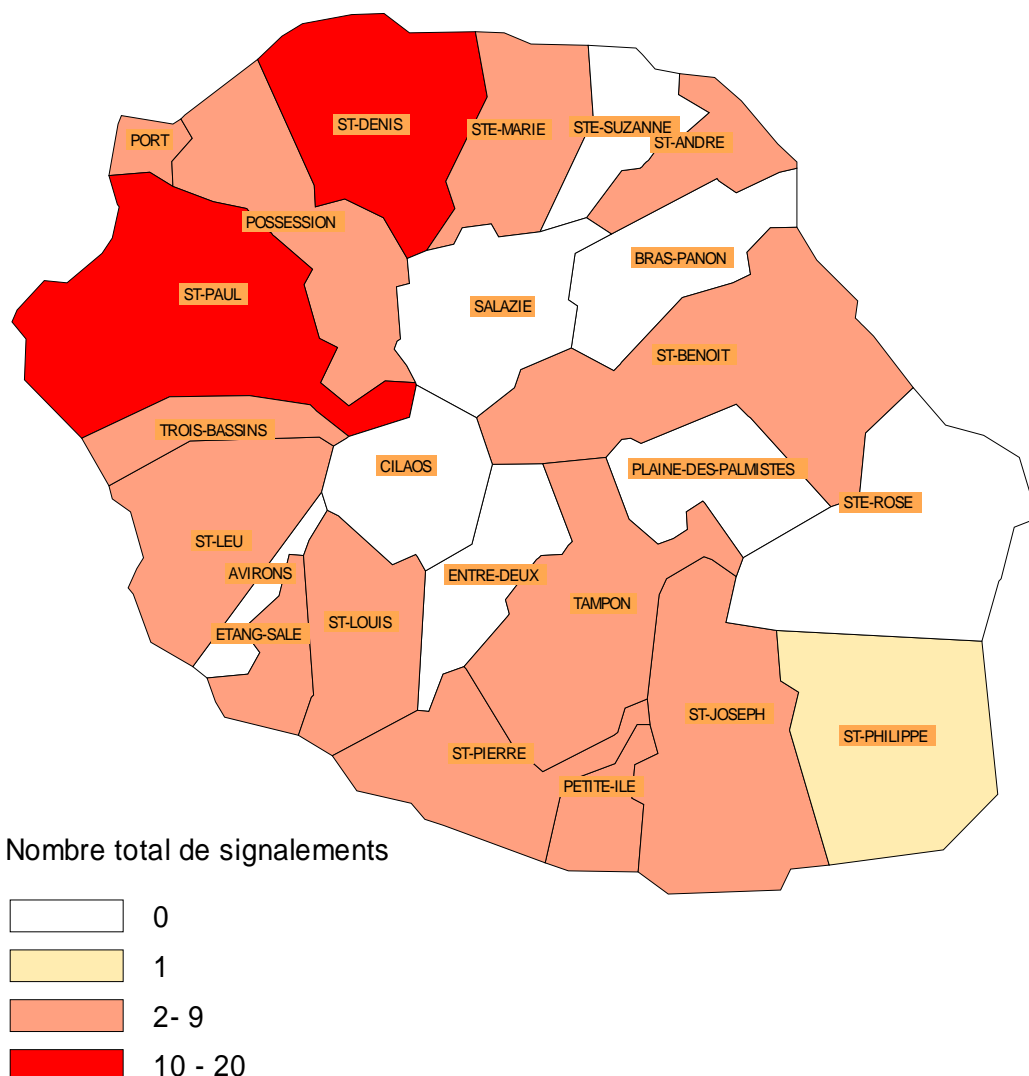 ST-DENIS
STE-MARIE
STE-SUZANNE
PORT
ST-ANDRE
POSSESSION
BRAS-PANON
ST-PAUL
SALAZIE
ST-BENOIT
TROIS-BASSINS
CILAOS
PLAINE-DES-PALMISTES
STE-ROSE
ST-LEU
AVIRONS
ENTRE-DEUX
TAMPON
ST-LOUIS
ETANG-SALE
ST-JOSEPH
ST-PHILIPPE
ST-PIERRE
PETITE-ILE
Nombre total de signalements
0
1
2- 9
10 - 20